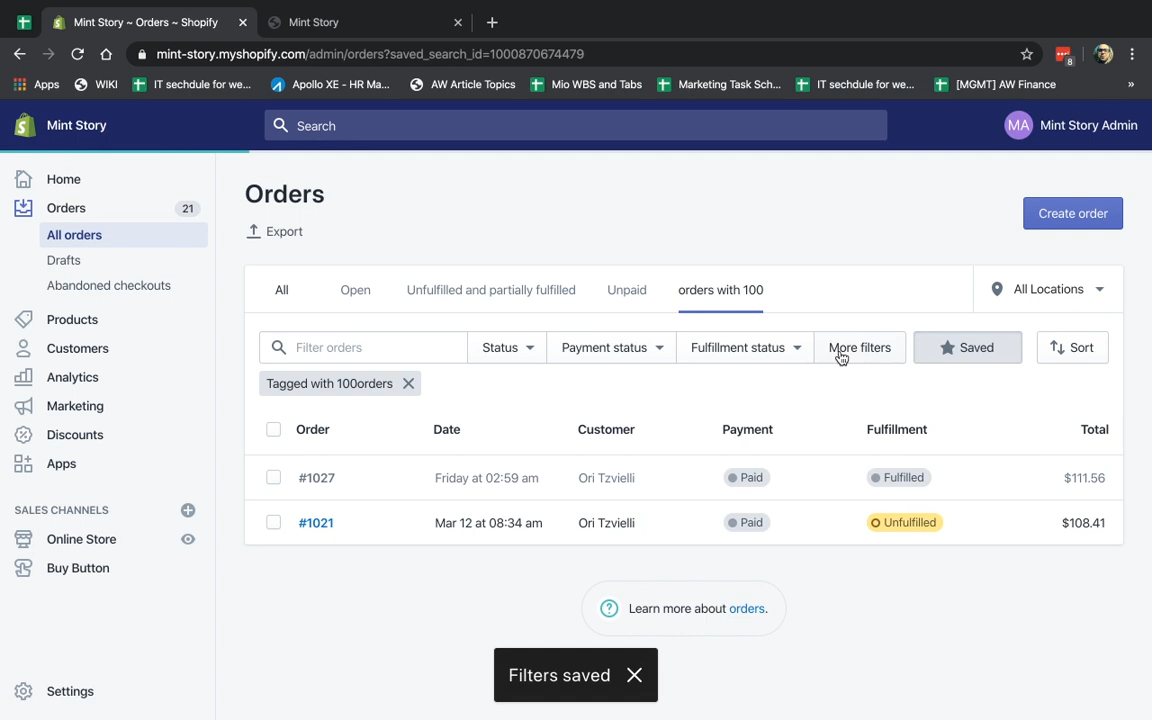 Mint Story ~ Orders ~ Shopify
Mint Story
mint-story.myshopify.com/admin/orders?saved_search_id=1000870674479
8
Apps WIKI IT sechdule for we... Apollo XE - HR Ma... AW Article Topics Mio WBS and Tabs Marketing Task Sch... IT sechdule for we... [MGMT] AW Finance »
Mint Story
Search
MA Mint Story Admin
Home
Orders 21
All orders
Drafts
Abandoned checkouts
Products
Customers
Analytics
Marketing
Discounts
Apps
SALES CHANNELS
Online Store
Buy Button
Settings
Orders
Export
Create order
All Open Unfulfilled and partially fulfilled Unpaid orders with 100 All Locations
Filter orders Status Payment status Fulfillment status More filters Saved Sort
Tagged with 100orders
Order Date Customer Payment Fulfillment Total
#1027 Friday at 02:59 am Ori Tzvielli Paid Fulfilled $111.56
#1021 Mar 12 at 08:34 am Ori Tzvielli Paid Unfulfilled $108.41
Learn more about orders.
Filters saved